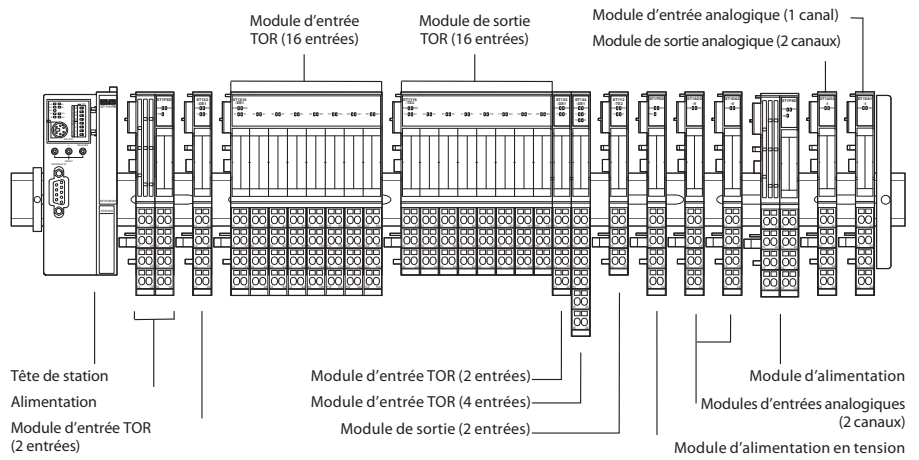 Module d'entrée
TOR (16 entrées)
Module de sortie
TOR (16 entrées)
Module d'entrée analogique (1 canal)
Module de sortie analogique (2 canaux)
Tête de station
Alimentation
Module d'entrée TOR
(2 entrées)
Module d'entrée TOR (2 entrées)
Module d'entrée TOR (4 entrées)
Module de sortie (2 entrées)
Module d'alimentation
Modules d'entrées analogiques
(2 canaux)
Module d'alimentation en tension